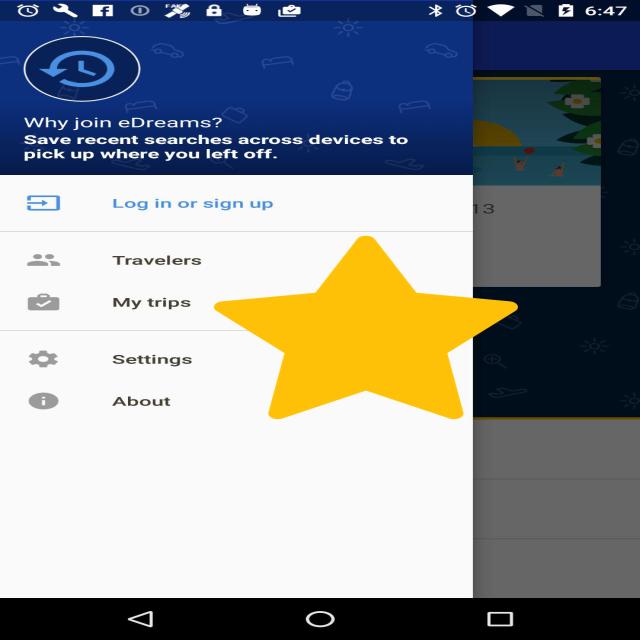 6:47
Why join eDreams?
Save recent searches across devices to
pick up where you left off.
13
Log in or sign up
Travelers
My trips
Settings
About